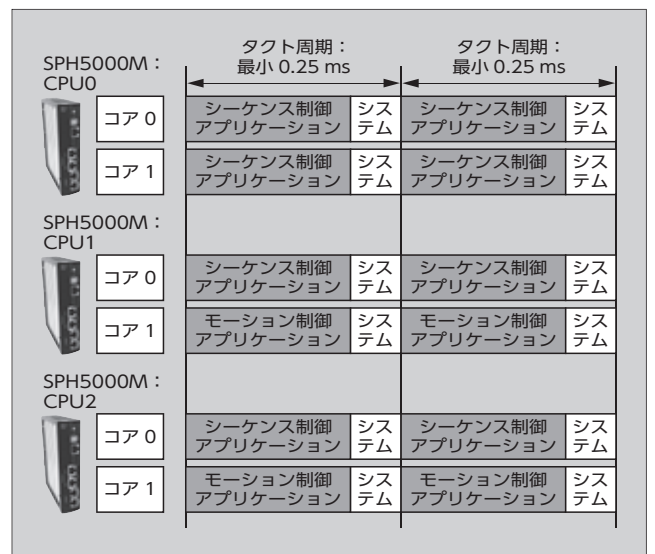 タクト周期：
最小 0.25 ms
タクト周期：
最小 0.25 ms
SPH5000M：
CPU0
コア 0
シーケンス制御
アプリケーション
シス
テム
シーケンス制御
アプリケーション
シス
テム
コア 1
シーケンス制御
アプリケーション
シス
テム
シーケンス制御
アプリケーション
シス
テム
SPH5000M：
CPU1
コア 0
シーケンス制御
アプリケーション
シス
テム
シーケンス制御
アプリケーション
シス
テム
コア 1
モーション制御
アプリケーション
シス
テム
モーション制御
アプリケーション
シス
テム
SPH5000M：
CPU2
コア 0
シーケンス制御
アプリケーション
シス
テム
シーケンス制御
アプリケーション
シス
テム
コア 1
モーション制御
アプリケーション
シス
テム
モーション制御
アプリケーション
シス
テム